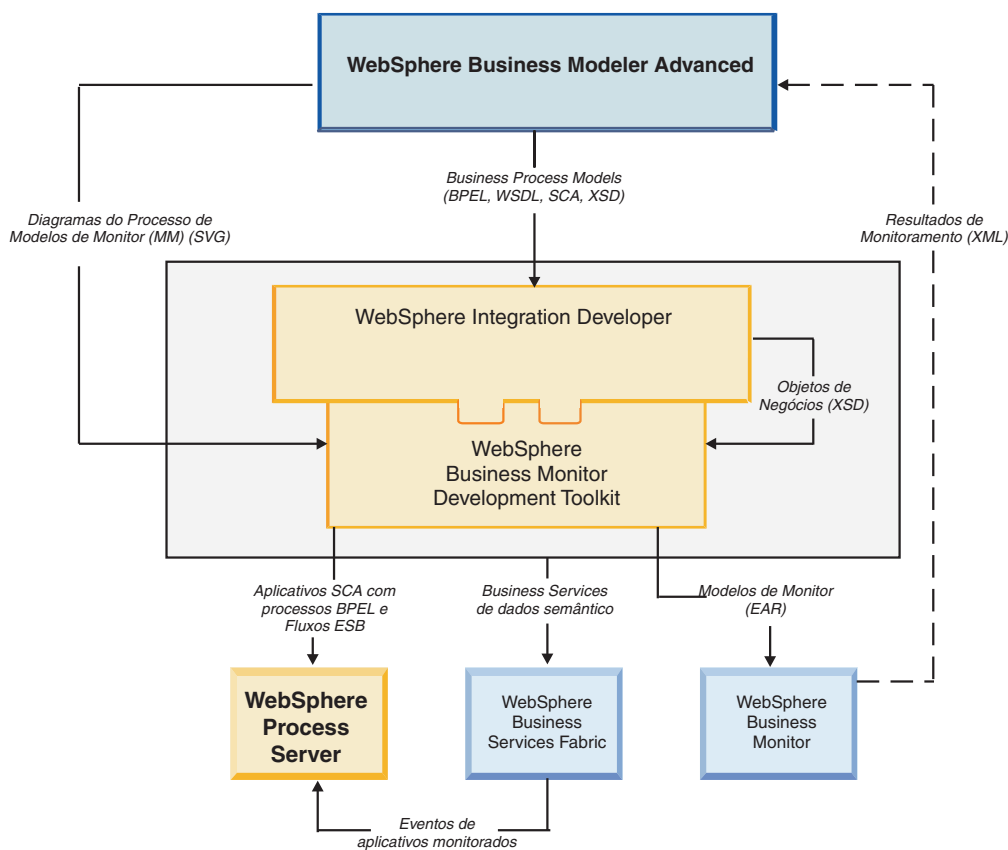 WebSphere Business Modeler Advanced
Business Process Models
(BPEL, WSDL, SCA, XSD)
Diagramas do Processo de
Modelos de Monitor (MM) (SVG)
Resultados de
Monitoramento (XML)
WebSphere Integration Developer
Objetos de
Negócios (XSD)
WebSphere
Business Monitor
Development Toolkit
Aplicativos SCA com
processos BPEL e
Fluxos ESB
Business Services
de dados semântico
Modelos de Monitor
(EAR)
WebSphere
Process
Server
WebSphere
Business
Services Fabric
WebSphere
Business
Monitor
Eventos de
aplicativos monitorados